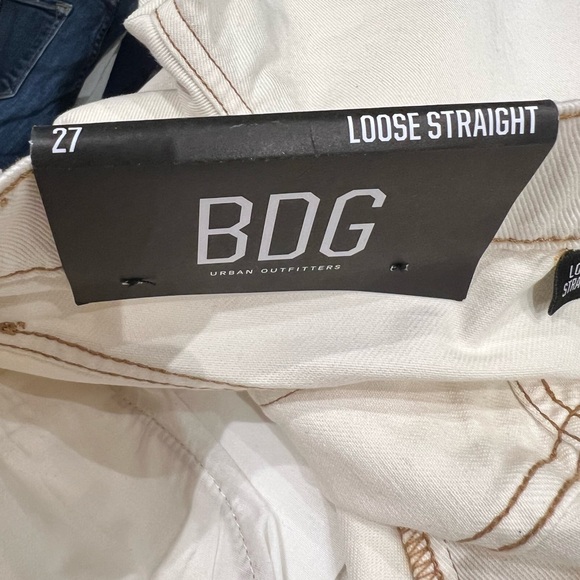 27 LOOSE STRAIGHT
BDG
URBAN OUTFITTERS